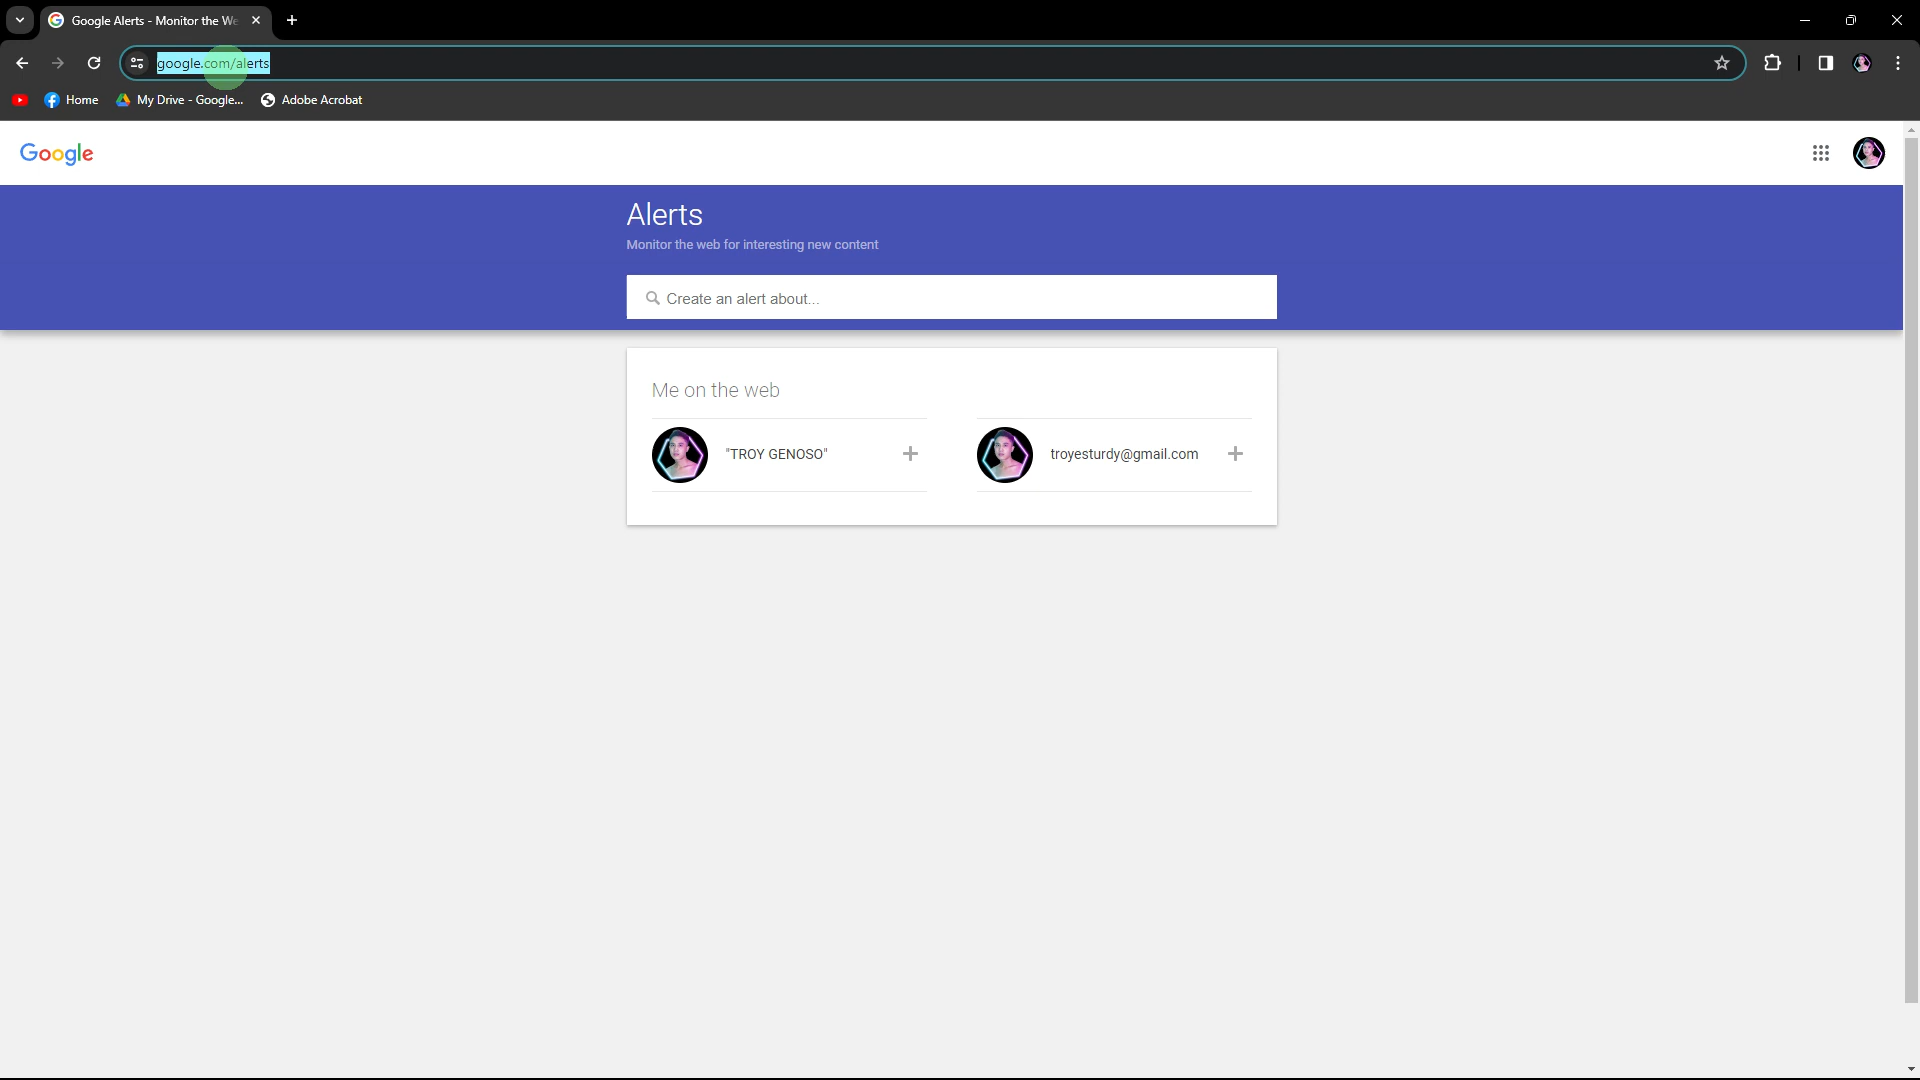 Google Alerts - Monitor the We
google.com/alerts
Home
My Drive - Google...
Adobe Acrobat
Google
Alerts
Monitor the web for interesting new content
Create an alert about...
Me on the web
"TROY GENOSO"
troyesturdy@gmail.com